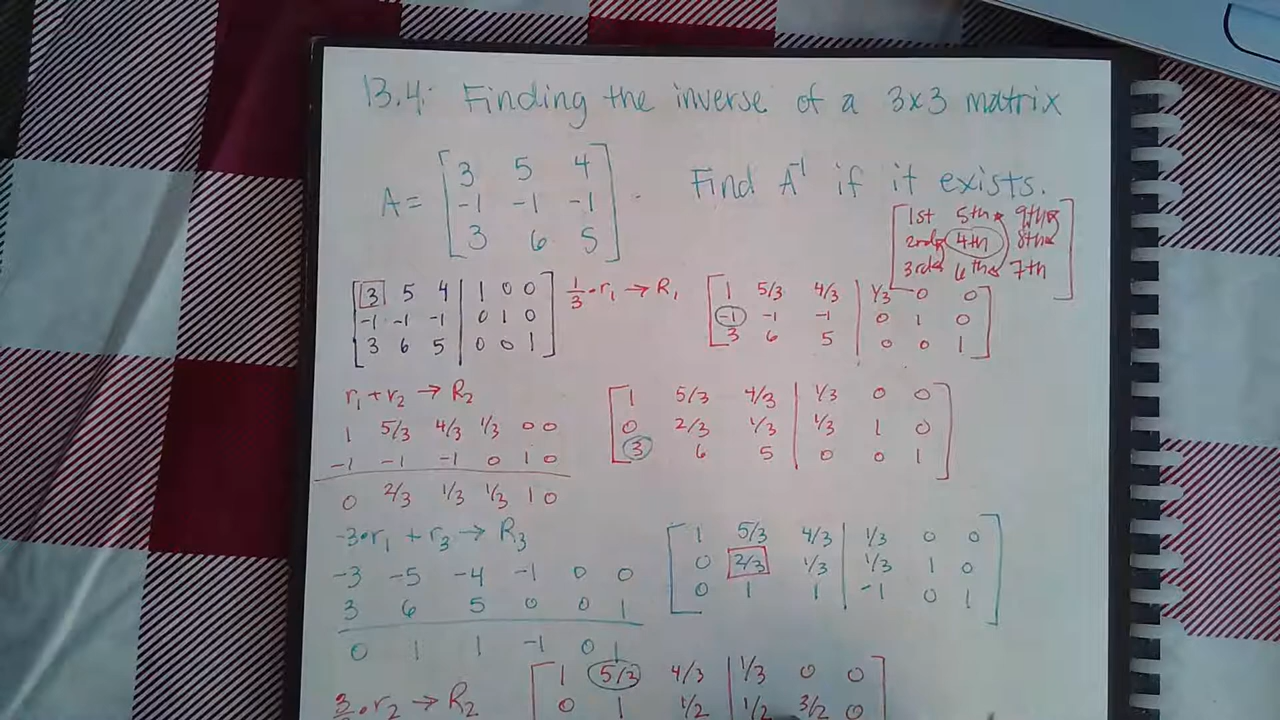 13.4: Finding the inverse of a 3x3 matrix
A = [ 3 5 4
-1 -1 -1
3 6 5 ].
Find A⁻¹ if it exists.
[ 1st 5th 9th
2nd 4th 8th
3rd 6th 7th ]
[ 3 5 4 | 1 0 0
-1 -1 -1 | 0 1 0
3 6 5 | 0 0 1 ]
1/3 • r₁ → R₁
[ 1 5/3 4/3 | 1/3 0 0
-1 -1 -1 | 0 1 0
3 6 5 | 0 0 1 ]
r₁ + r₂ → R₂
1 5/3 4/3 1/3 0 0
-1 -1 -1 0 1 0
0 2/3 1/3 1/3 1 0
[ 1 5/3 4/3 | 1/3 0 0
0 2/3 1/3 | 1/3 1 0
3 6 5 | 0 0 1 ]
-3•r₁ + r₃ → R₃
-3 -5 -4 -1 0 0
3 6 5 0 0 1
0 1 1 -1 0 1
[ 1 5/3 4/3 | 1/3 0 0
0 2/3 1/3 | 1/3 1 0
0 1 1 | -1 0 1 ]
•r₂ → R₂
[ 1 5/3 4/3 | 1/3 0 0
0 1 1/2 | 1/2 3/2 0